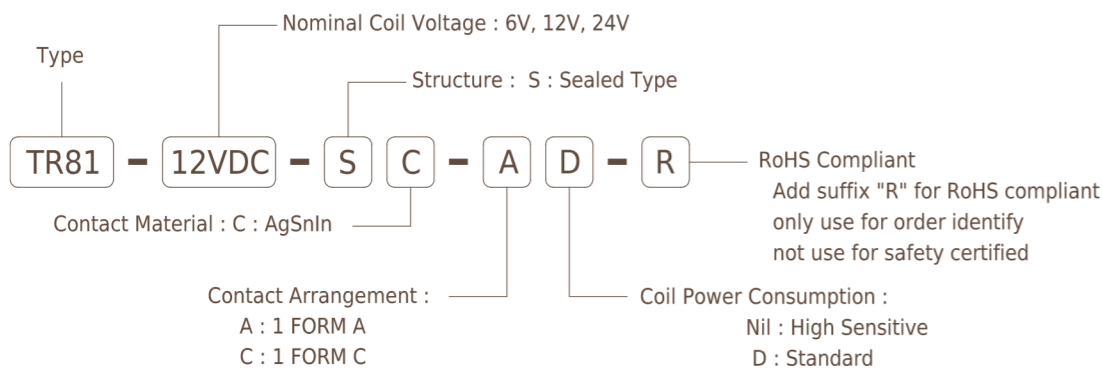 Nominal Coil Voltage : 6V, 12V, 24V
Type
Structure : S : Sealed Type
TR81 - 12VDC - S C - A D - R
RoHS Compliant
Add suffix "R" for RoHS compliant
only use for order identify
not use for safety certified
Contact Material : C : AgSnIn
Contact Arrangement :
A : 1 FORM A
C : 1 FORM C
Coil Power Consumption :
Nil : High Sensitive
D : Standard